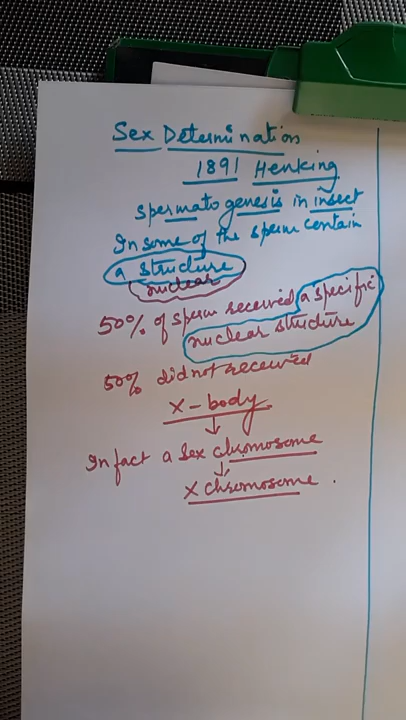 Sex Determination
1891 Henking
Spermatogenesis in insect
In some of the sperm contain
a structure
nuclear
50% of sperm received a specific
nuclear structure
50% did not received
X-body
↓
In fact a sex chromosome
↓
X chromosome.